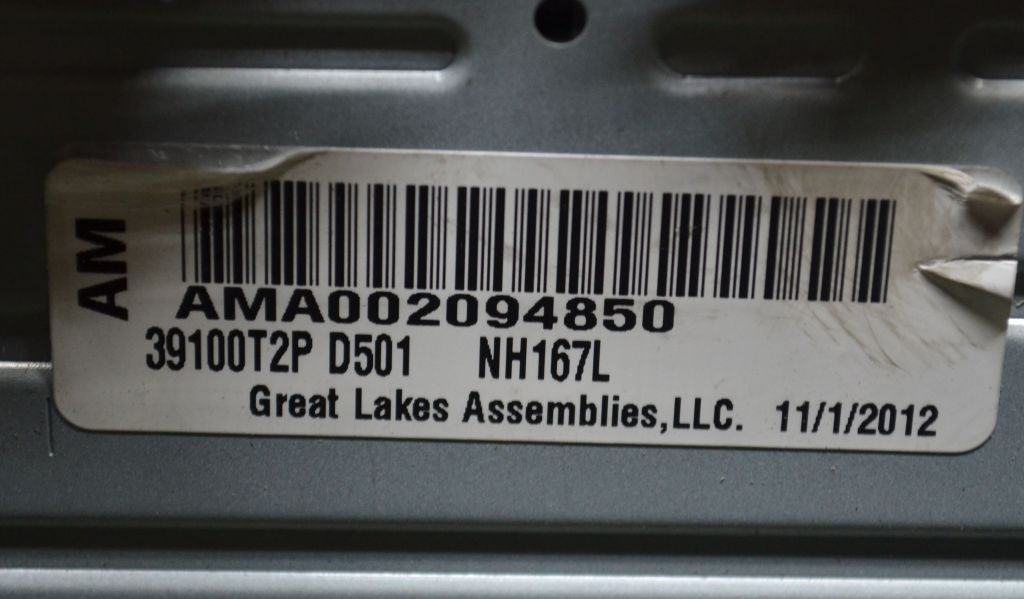 AM
AMA002094850
39100T2P D501 NH167L
Great Lakes Assemblies,LLC. 11/1/2012